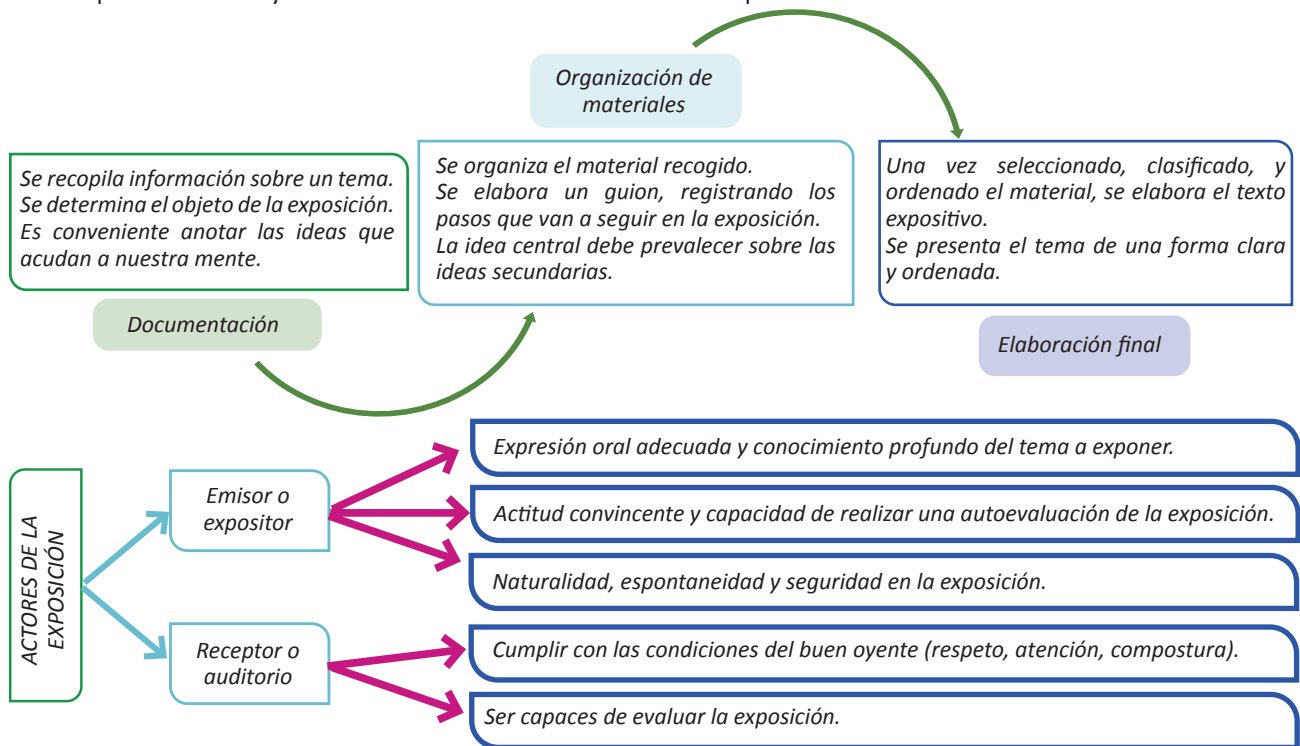 Organización de
materiales
Se recopila información sobre un tema.
Se determina el objeto de la exposición.
Es conveniente anotar las ideas que
acudan a nuestra mente.
Documentación
Se organiza el material recogido.
Se elabora un guion, registrando los
pasos que van a seguir en la exposición.
La idea central debe prevalecer sobre las
ideas secundarias.
Una vez seleccionado, clasificado, y
ordenado el material, se elabora el texto
expositivo.
Se presenta el tema de una forma clara
y ordenada.
Elaboración final
ACTORES DE LA
EXPOSICIÓN
Emisor o
expositor
Expresión oral adecuada y conocimiento profundo del tema a exponer.
Actitud convincente y capacidad de realizar una autoevaluación de la exposición.
Naturalidad, espontaneidad y seguridad en la exposición.
Receptor o
auditorio
Cumplir con las condiciones del buen oyente (respeto, atención, compostura).
Ser capaces de evaluar la exposición.